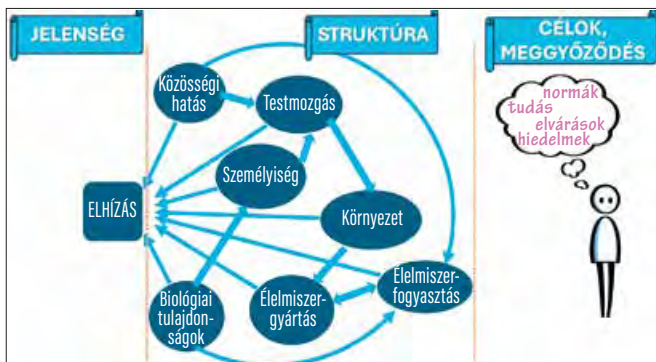 JELENSÉG
STRUKTÚRA
CÉLOK,
MEGGYŐZŐDÉS
Közösségi
hatás
Testmozgás
Személyiség
ELHÍZÁS
Környezet
Biológiai
tulajdon-
ságok
Élelmiszer-
gyártás
Elelmiszer-
fogyasztás
normák
tudás
elvárások
hiedelmek